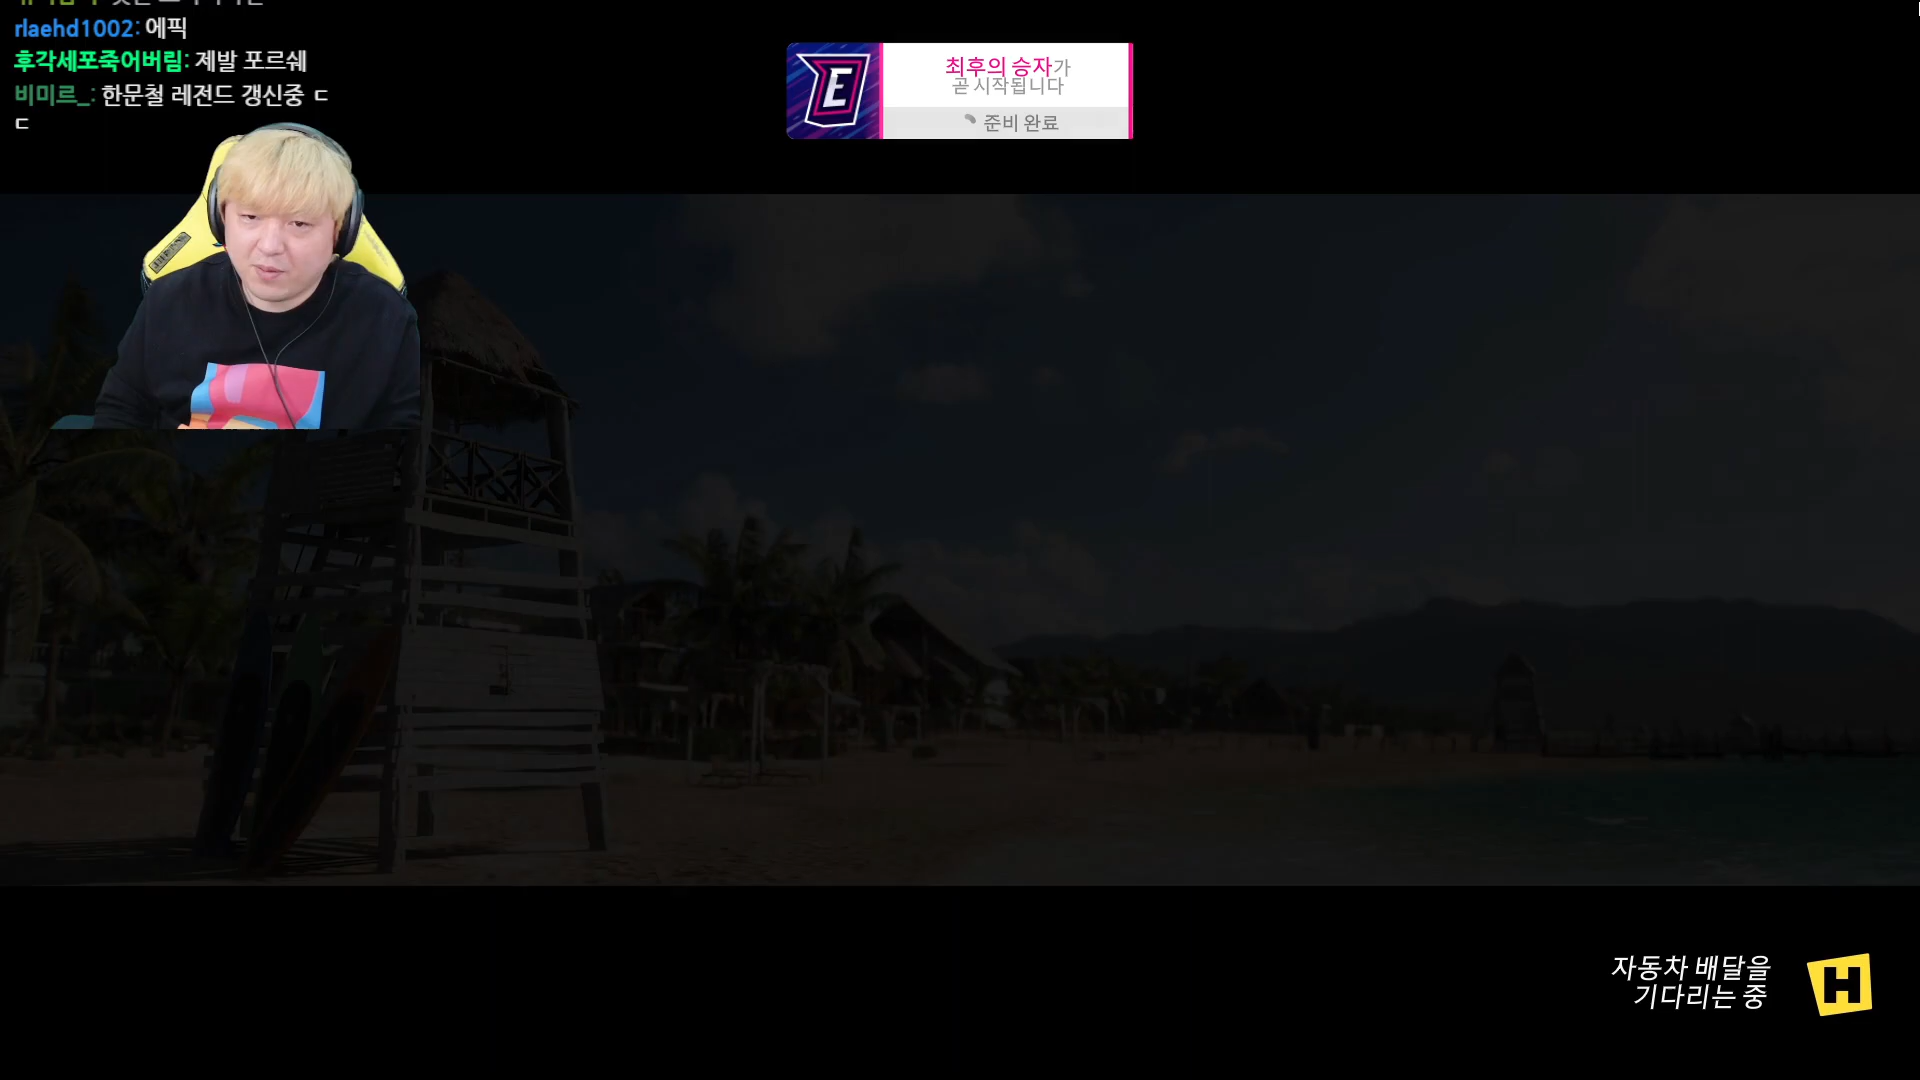 rlaehd1002: 에픽
후각세포죽어버림: 제발 포르쉐
비미르_: 한문철 레전드 갱신중 ㄷ
ㄷ
E
최후의 승자가
곧 시작됩니다
준비 완료
자동차 배달을
기다리는 중
H